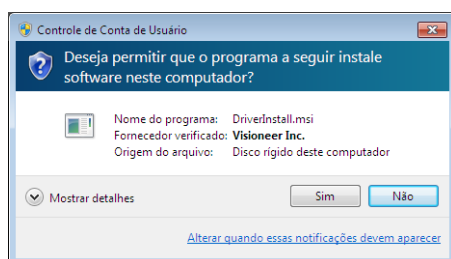 Controle de Conta de Usuário
Deseja permitir que o programa a seguir instale
software neste computador?
Nome do programa: DriverInstall.msi
Fornecedor verificado: Visioneer Inc.
Origem do arquivo: Disco rígido deste computador
Mostrar detalhes
Sim Não
Alterar quando essas notificações devem aparecer